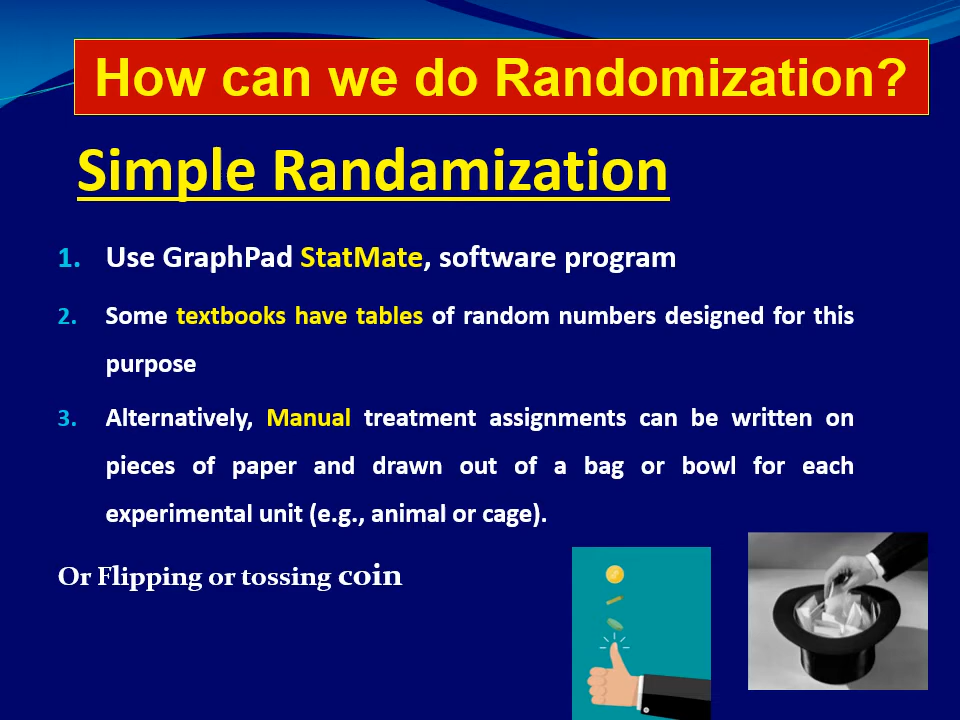 How can we do Randomization?
Simple Randamization
1. Use GraphPad StatMate, software program
2. Some textbooks have tables of random numbers designed for this
purpose
3. Alternatively, Manual treatment assignments can be written on
pieces of paper and drawn out of a bag or bowl for each
experimental unit (e.g., animal or cage).
Or Flipping or tossing coin